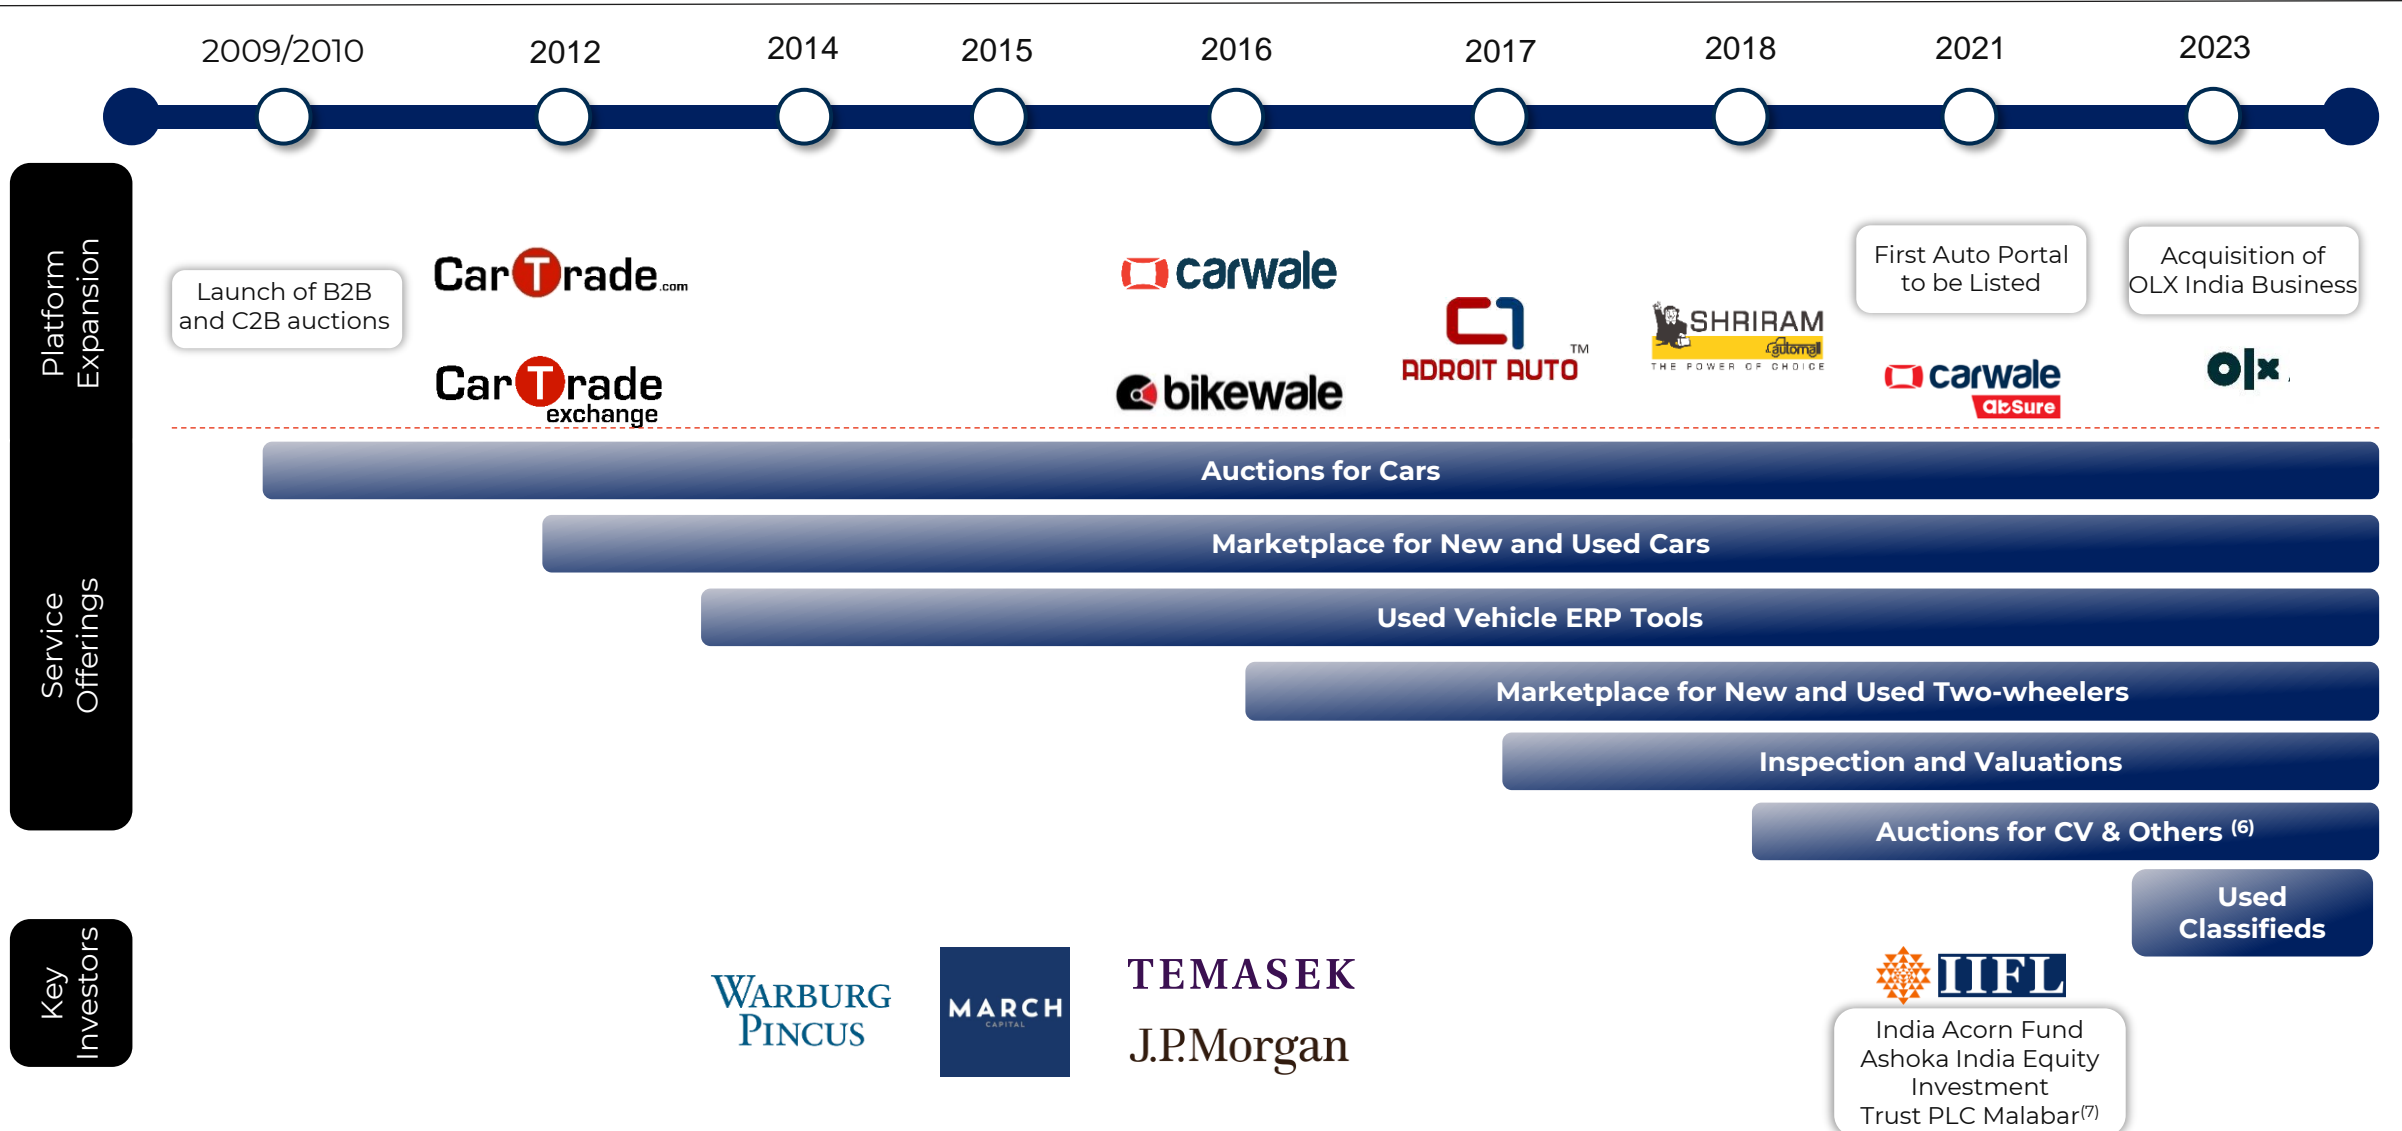 2009/2010
2012
2014
2015
2016
2017
2018
2021
2023
Platform
Expansion
Launch of B2B
and C2B auctions
CarTrade.com
CarTrade
exchange
carwale
bikewale
ADROIT AUTO TM
SHRIRAM
automall
THE POWER OF CHOICE
First Auto Portal
to be Listed
carwale
abSure
Acquisition of
OLX India Business
olx
Service
Offerings
Auctions for Cars
Marketplace for New and Used Cars
Used Vehicle ERP Tools
Marketplace for New and Used Two-wheelers
Inspection and Valuations
Auctions for CV & Others (6)
Used
Classifieds
Key
Investors
WARBURG
PINCUS
MARCH
CAPITAL
TEMASEK
J.P.Morgan
IIFL
India Acorn Fund
Ashoka India Equity
Investment
Trust PLC Malabar(7)